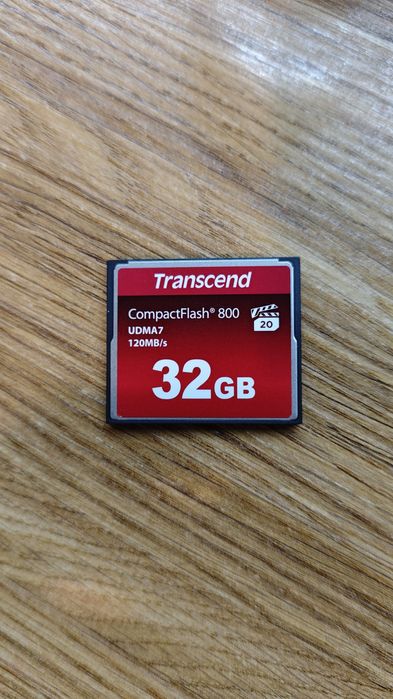 Transcend
CompactFlash® 800
UDMA7
20
120MB/s
32GB